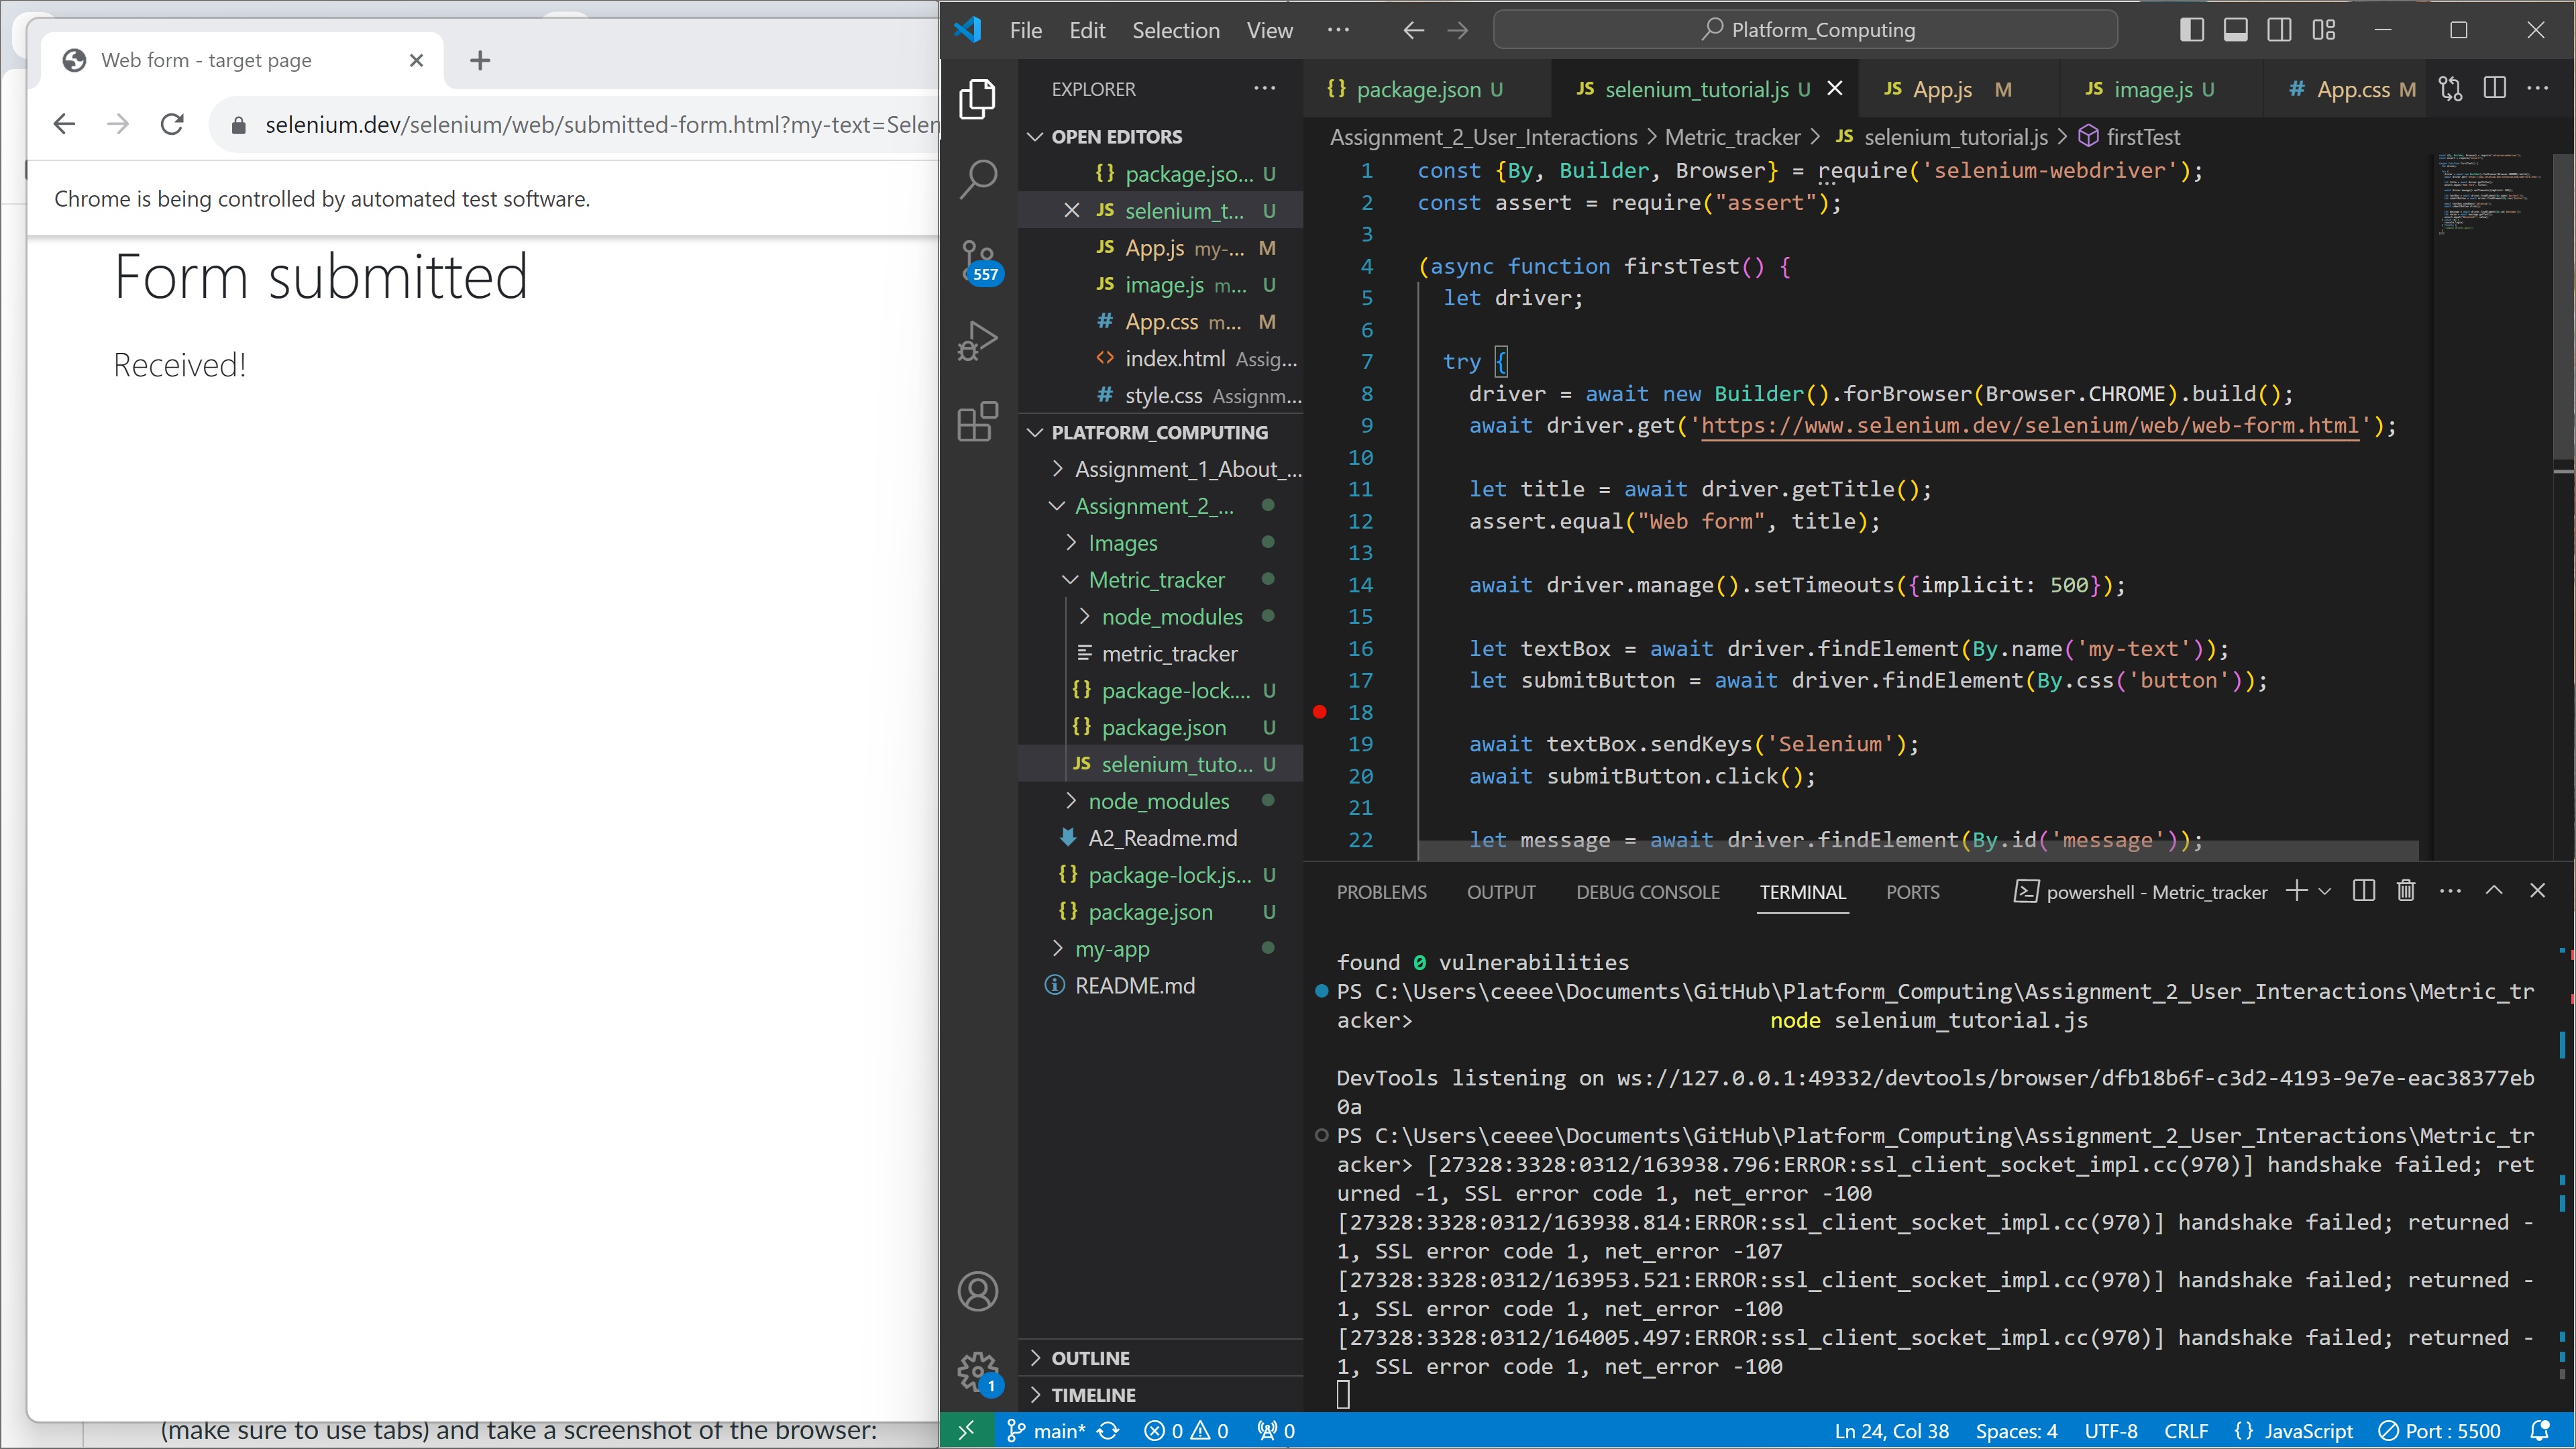 Web form - target page
selenium.dev/selenium/web/submitted-form.html?my-text=Selen
Chrome is being controlled by automated test software.
Form submitted
Received!
(make sure to use tabs) and take a screenshot of the browser:
File Edit Selection View ···
Platform_Computing
EXPLORER
OPEN EDITORS
{} package.jso... U
JS selenium_t... U
JS App.js my-... M
JS image.js m... U
# App.css m... M
<> index.html Assig...
# style.css Assignm...
PLATFORM_COMPUTING
Assignment_1_About_...
Assignment_2_...
Images
Metric_tracker
node_modules
metric_tracker
{} package-lock.... U
{} package.json U
JS selenium_tuto... U
node_modules
A2_Readme.md
{} package-lock.js... U
{} package.json U
my-app
README.md
OUTLINE
TIMELINE
557
1
{} package.json U JS selenium_tutorial.js U JS App.js M JS image.js U # App.css M
Assignment_2_User_Interactions > Metric_tracker > JS selenium_tutorial.js > firstTest
1 const {By, Builder, Browser} = require('selenium-webdriver');
2 const assert = require("assert");
3
4 (async function firstTest() {
5 let driver;
6
7 try {
8 driver = await new Builder().forBrowser(Browser.CHROME).build();
9 await driver.get('https://www.selenium.dev/selenium/web/web-form.html');
10
11 let title = await driver.getTitle();
12 assert.equal("Web form", title);
13
14 await driver.manage().setTimeouts({implicit: 500});
15
16 let textBox = await driver.findElement(By.name('my-text'));
17 let submitButton = await driver.findElement(By.css('button'));
18
19 await textBox.sendKeys('Selenium');
20 await submitButton.click();
21
22 let message = await driver.findElement(By.id('message'));
PROBLEMS OUTPUT DEBUG CONSOLE TERMINAL PORTS powershell - Metric_tracker
found 0 vulnerabilities
PS C:\Users\ceeee\Documents\GitHub\Platform_Computing\Assignment_2_User_Interactions\Metric_tr
acker> node selenium_tutorial.js
DevTools listening on ws://127.0.0.1:49332/devtools/browser/dfb18b6f-c3d2-4193-9e7e-eac38377eb
0a
PS C:\Users\ceeee\Documents\GitHub\Platform_Computing\Assignment_2_User_Interactions\Metric_tr
acker> [27328:3328:0312/163938.796:ERROR:ssl_client_socket_impl.cc(970)] handshake failed; ret
urned -1, SSL error code 1, net_error -100
[27328:3328:0312/163938.814:ERROR:ssl_client_socket_impl.cc(970)] handshake failed; returned -
1, SSL error code 1, net_error -107
[27328:3328:0312/163953.521:ERROR:ssl_client_socket_impl.cc(970)] handshake failed; returned -
1, SSL error code 1, net_error -100
[27328:3328:0312/164005.497:ERROR:ssl_client_socket_impl.cc(970)] handshake failed; returned -
1, SSL error code 1, net_error -100
main* 0 0 0 Ln 24, Col 38 Spaces: 4 UTF-8 CRLF {} JavaScript Port : 5500